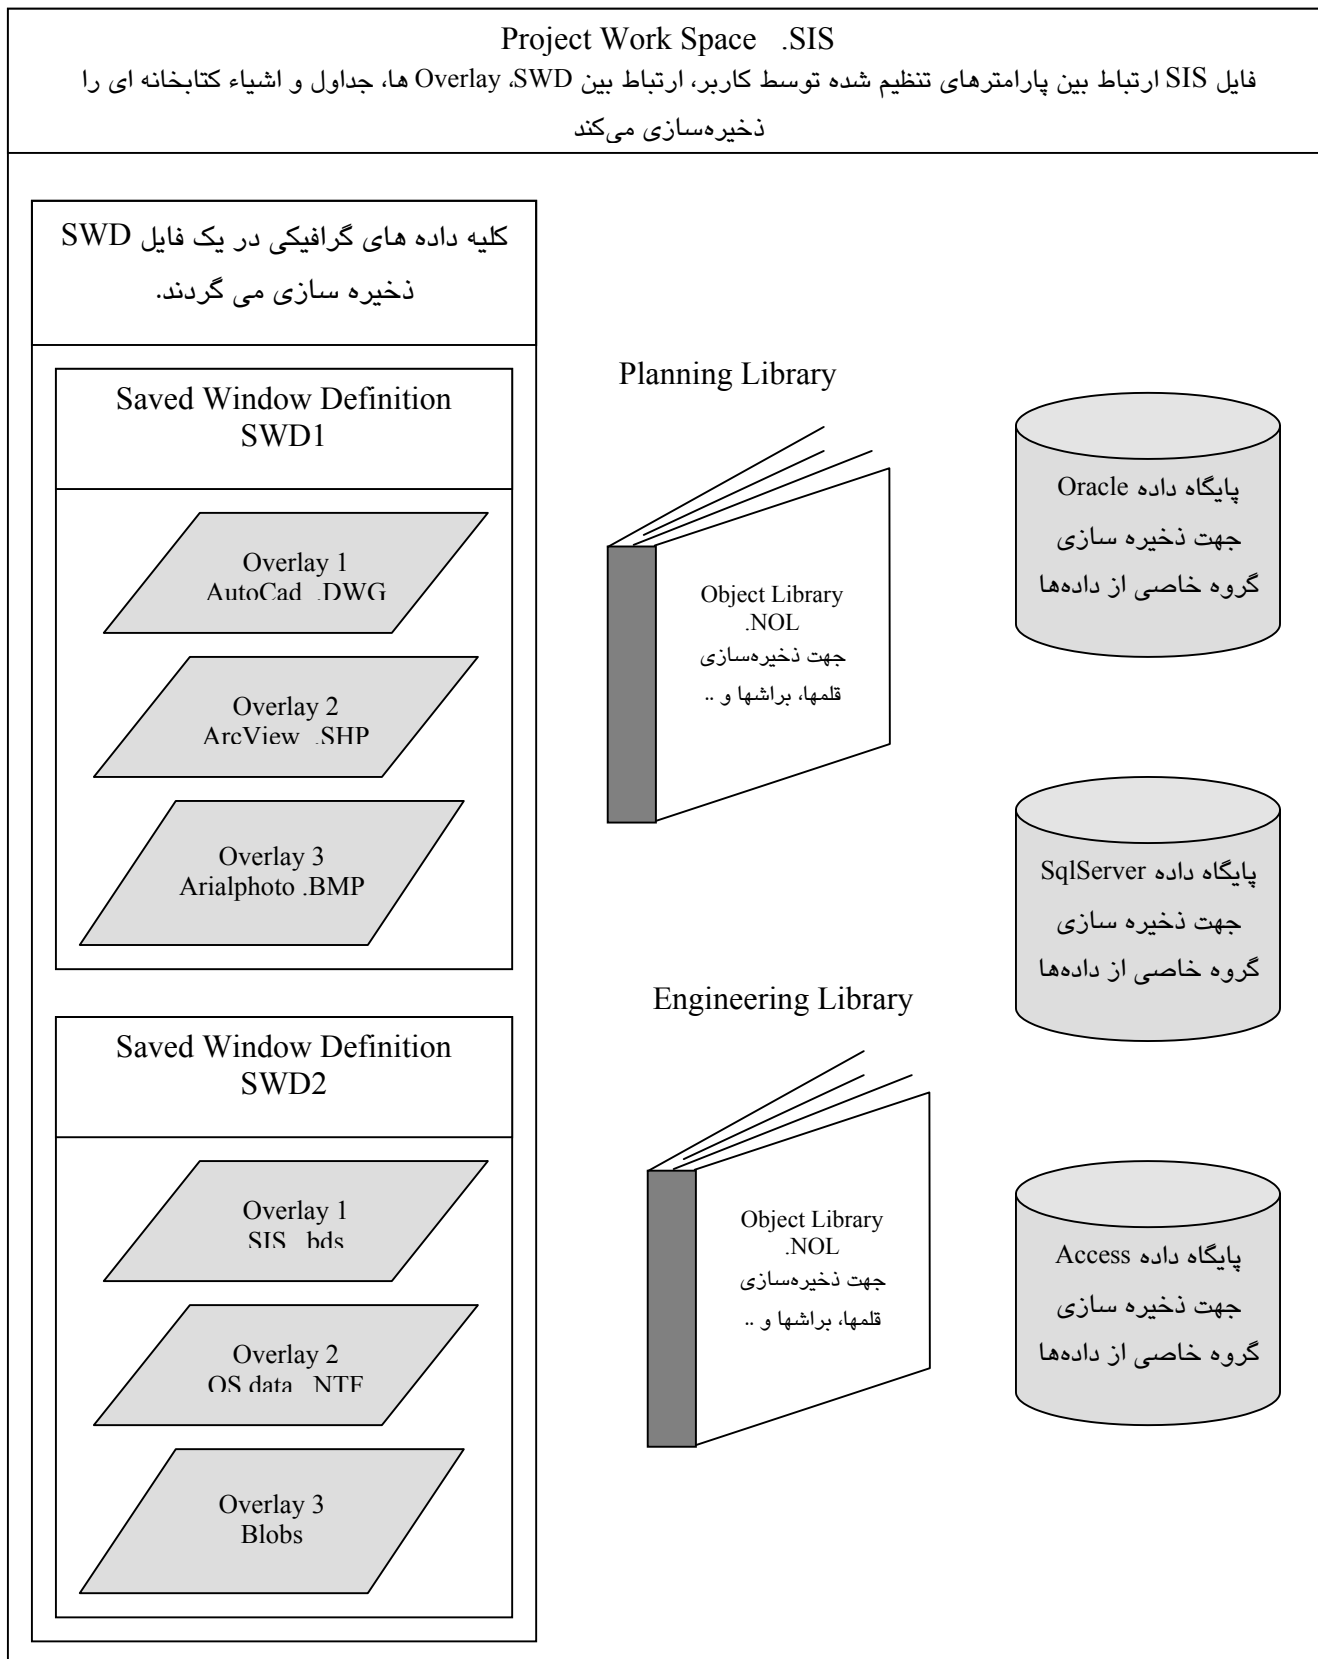 Project Work Space .SIS
فایل SIS ارتباط بین پارامترهای تنظیم شده توسط کاربر، ارتباط بین SWD، Overlay ها، جداول و اشیاء کتابخانه ای را
ذخیره‌سازی می‌کند
کلیه داده های گرافیکی در یک فایل SWD
ذخیره سازی می گردند.
Saved Window Definition
SWD1
Overlay 1
AutoCad .DWG
Overlay 2
ArcView .SHP
Overlay 3
Arialphoto .BMP
Saved Window Definition
SWD2
Overlay 1
SIS .bds
Overlay 2
OS data .NTF
Overlay 3
Blobs
Planning Library
Object Library
.NOL
جهت ذخیره‌سازی
قلمها، براشها و ..
Engineering Library
Object Library
.NOL
جهت ذخیره‌سازی
قلمها، براشها و ..
پایگاه داده Oracle
جهت ذخیره سازی
گروه خاصی از داده‌ها
پایگاه داده SqlServer
جهت ذخیره سازی
گروه خاصی از داده‌ها
پایگاه داده Access
جهت ذخیره سازی
گروه خاصی از داده‌ها